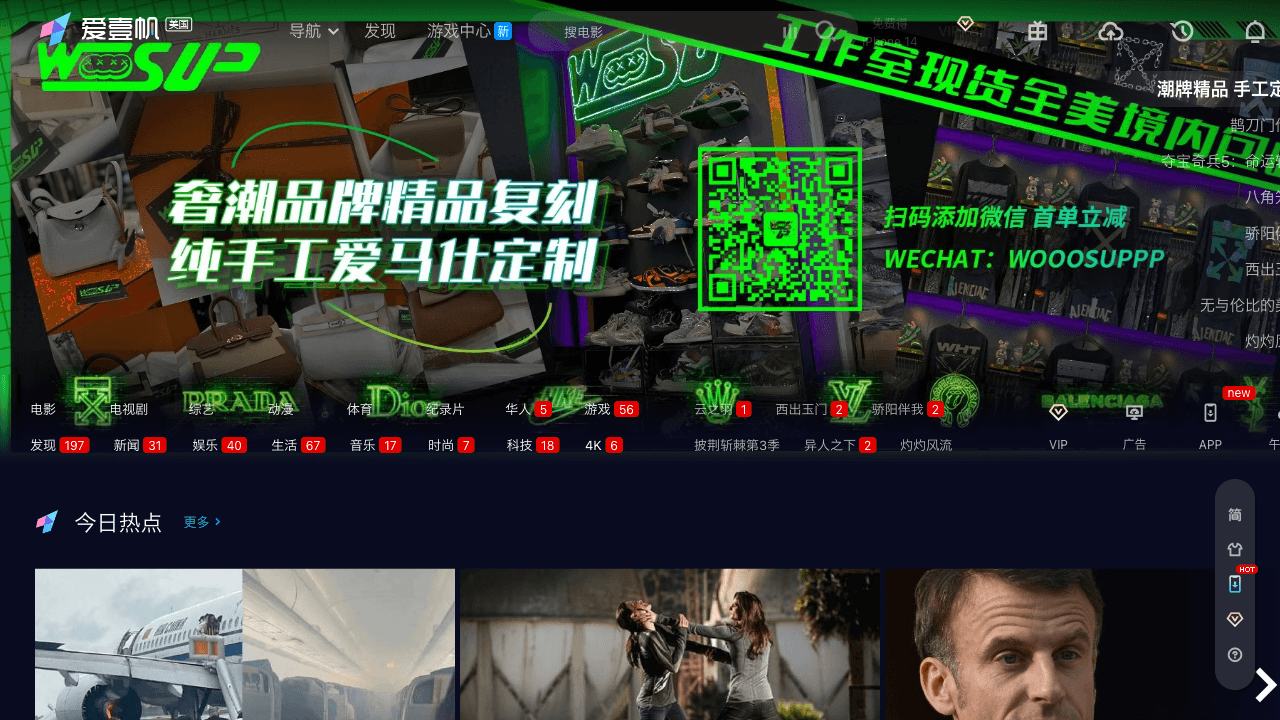 爱壹帆 美国
导航 发现 游戏中心 新 搜电影 免费得 iPhone 14 VIP
WOOSUP
工作室现货全美境内包邮
潮牌精品 手工定
鹊刀门传
夺宝奇兵5：命运
八角
骄阳伴
西出玉
无与伦比的美
灼灼风
奢潮品牌精品复刻
纯手工爱马仕定制
扫码添加微信 首单立减
WECHAT：WOOOSUPPP
PRADA Dior NIKE LV BALENCIAGA
电影 电视剧 综艺 动漫 体育 纪录片 华人 5 游戏 56 云之羽 1 西出玉门 2 骄阳伴我 2 new
发现 197 新闻 31 娱乐 40 生活 67 音乐 17 时尚 7 科技 18 4K 6 披荆斩棘第3季 异人之下 2 灼灼风流 VIP 广告 APP 午
今日热点 更多
简
HOT
AIR CHINA